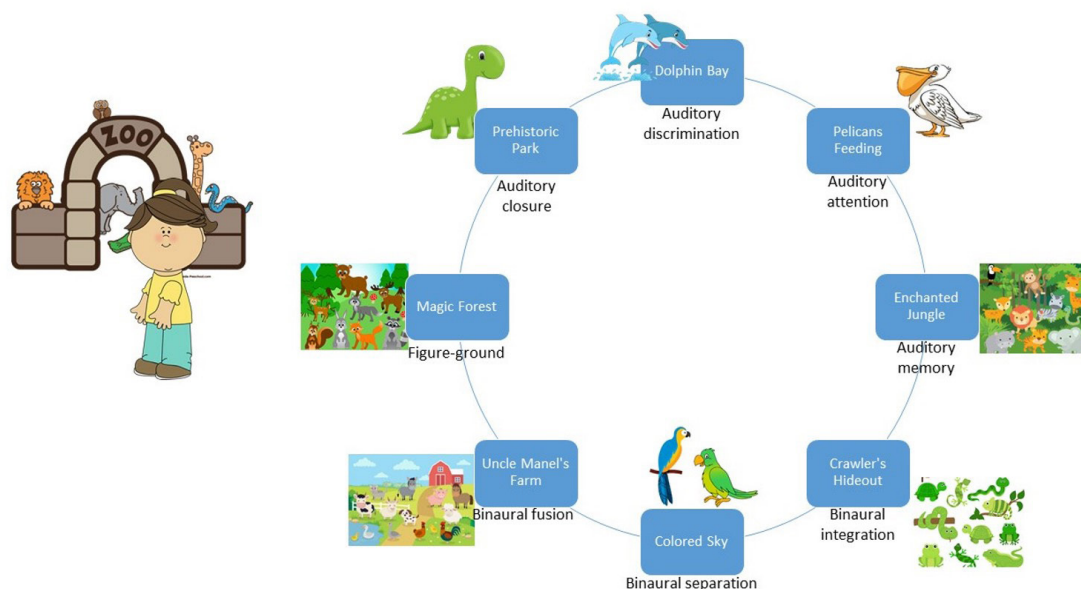 ZOO
Dolphin Bay
Auditory
discrimination
Pelicans
Feeding
Auditory
attention
Enchanted
Jungle
Auditory
memory
Crawler's
Hideout
Binaural
integration
Colored Sky
Binaural separation
Uncle Manel's
Farm
Binaural fusion
Magic Forest
Figure-ground
Prehistoric
Park
Auditory
closure